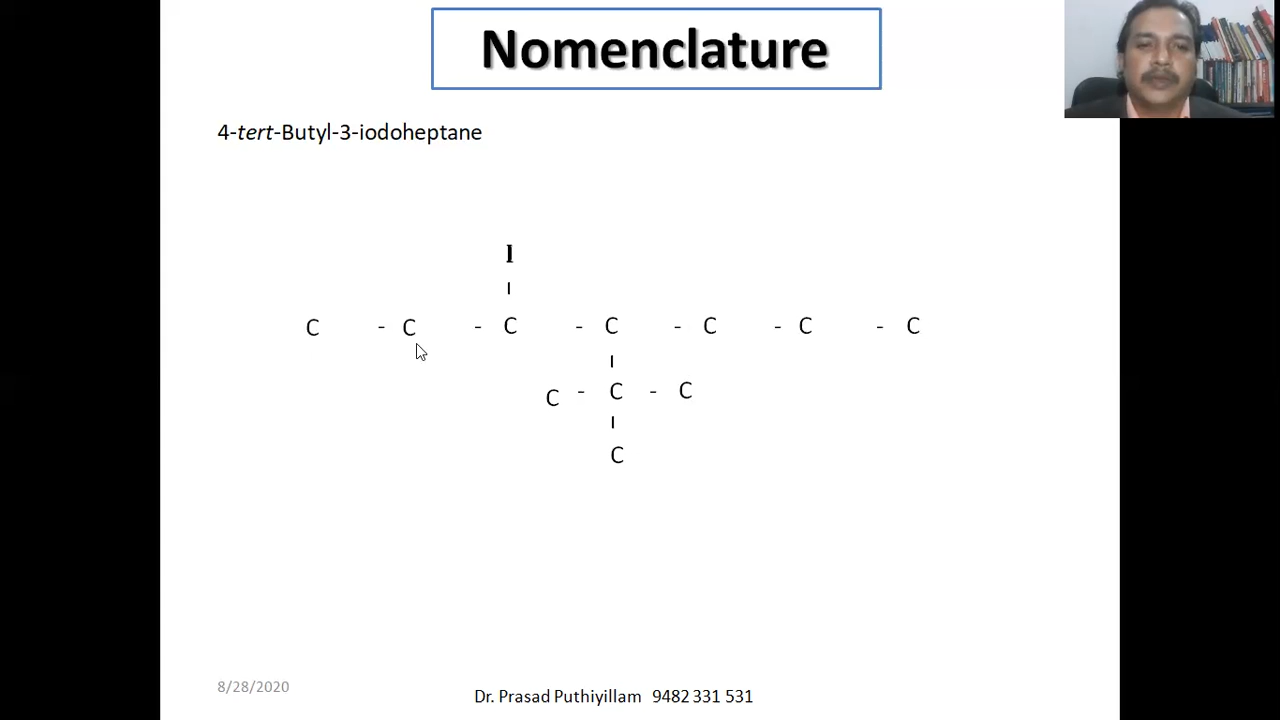 Nomenclature
4-tert-Butyl-3-iodoheptane
I
C - C - C - C - C - C - C
C - C - C
C
8/28/2020
Dr. Prasad Puthiyillam 9482 331 531